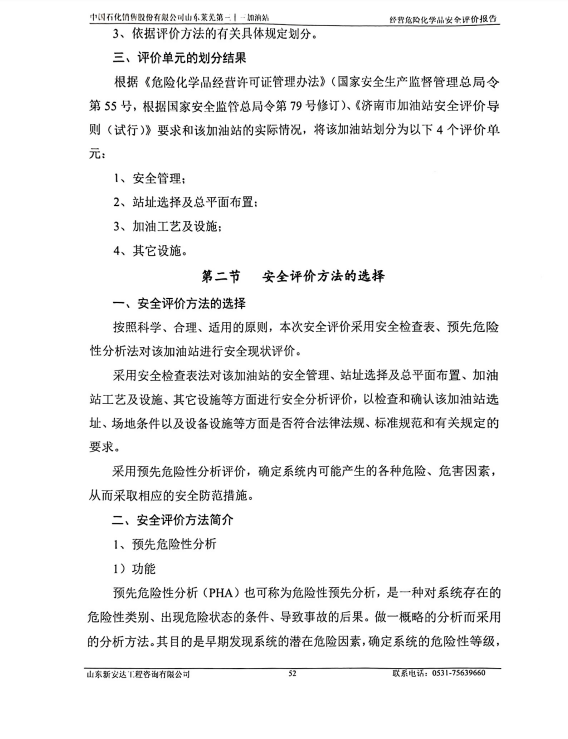 中国石化销售股份有限公司山东莱芜第二十一加油站 经营危险化学品安全评价报告
3、依据评价方法的有关具体规定划分。
三、评价单元的划分结果
根据《危险化学品经营许可证管理办法》（国家安全生产监督管理总局令
第 55 号，根据国家安全监管总局令第 79 号修订）、《济南市加油站安全评价导
则（试行）》要求和该加油站的实际情况，将该加油站划分为以下 4 个评价单
元：
1、安全管理；
2、站址选择及总平面布置；
3、加油工艺及设施；
4、其它设施。
第二节 安全评价方法的选择
一、安全评价方法的选择
按照科学、合理、适用的原则，本次安全评价采用安全检查表、预先危险
性分析法对该加油站进行安全现状评价。
采用安全检查表法对该加油站的安全管理、站址选择及总平面布置、加油
站工艺及设施、其它设施等方面进行安全分析评价，以检查和确认该加油站选
址、场地条件以及设备设施等方面是否符合法律法规、标准规范和有关规定的
要求。
采用预先危险性分析评价，确定系统内可能产生的各种危险、危害因素，
从而采取相应的安全防范措施。
二、安全评价方法简介
1、预先危险性分析
1）功能
预先危险性分析（PHA）也可称为危险性预先分析，是一种对系统存在的
危险性类别、出现危险状态的条件、导致事故的后果。做一概略的分析而采用
的分析方法。其目的是早期发现系统的潜在危险因素，确定系统的危险性等级，
山东新安达工程咨询有限公司 52 联系电话：0531-75639660